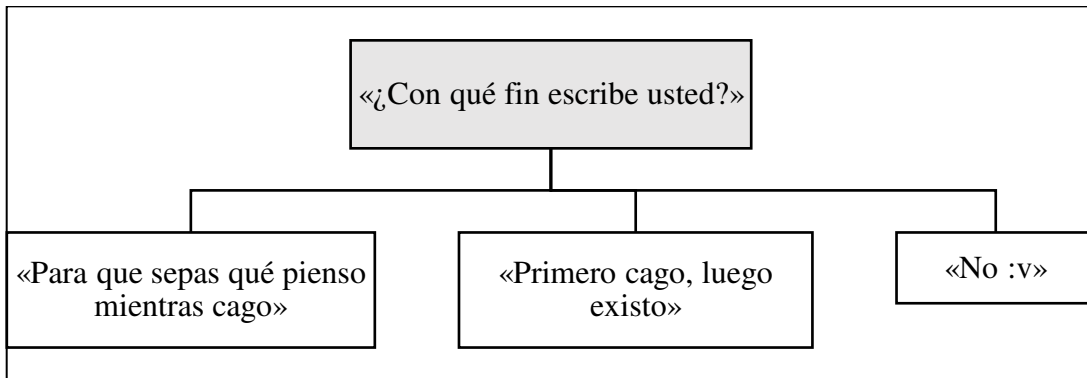 «¿Con qué fin escribe usted?»
«Para que sepas qué pienso
mientras cago»
«Primero cago, luego
existo»
«No :v»